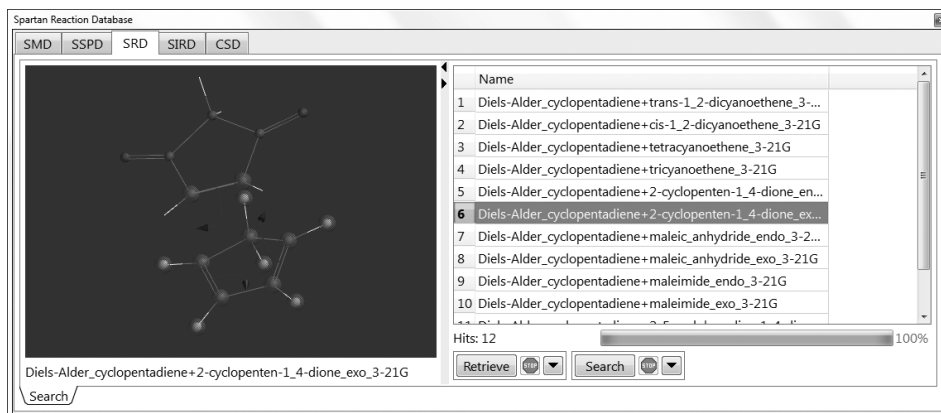 Spartan Reaction Database
SMD SSPD SRD SIRD CSD
Name
1 Diels-Alder_cyclopentadiene+trans-1_2-dicyanoethene_3-...
2 Diels-Alder_cyclopentadiene+cis-1_2-dicyanoethene_3-21G
3 Diels-Alder_cyclopentadiene+tetracyanoethene_3-21G
4 Diels-Alder_cyclopentadiene+tricyanoethene_3-21G
5 Diels-Alder_cyclopentadiene+2-cyclopenten-1_4-dione_en...
6 Diels-Alder_cyclopentadiene+2-cyclopenten-1_4-dione_ex...
7 Diels-Alder_cyclopentadiene+maleic_anhydride_endo_3-2...
8 Diels-Alder_cyclopentadiene+maleic_anhydride_exo_3-21G
9 Diels-Alder_cyclopentadiene+maleimide_endo_3-21G
10 Diels-Alder_cyclopentadiene+maleimide_exo_3-21G
Hits: 12 100%
Retrieve STOP Search STOP
Diels-Alder_cyclopentadiene+2-cyclopenten-1_4-dione_exo_3-21G
Search